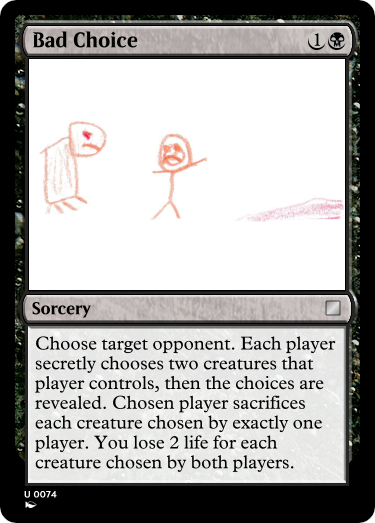 Bad Choice 1
Sorcery
Choose target opponent. Each player
secretly chooses two creatures that
player controls, then the choices are
revealed. Chosen player sacrifices
each creature chosen by exactly one
player. You lose 2 life for each
creature chosen by both players.
U 0074